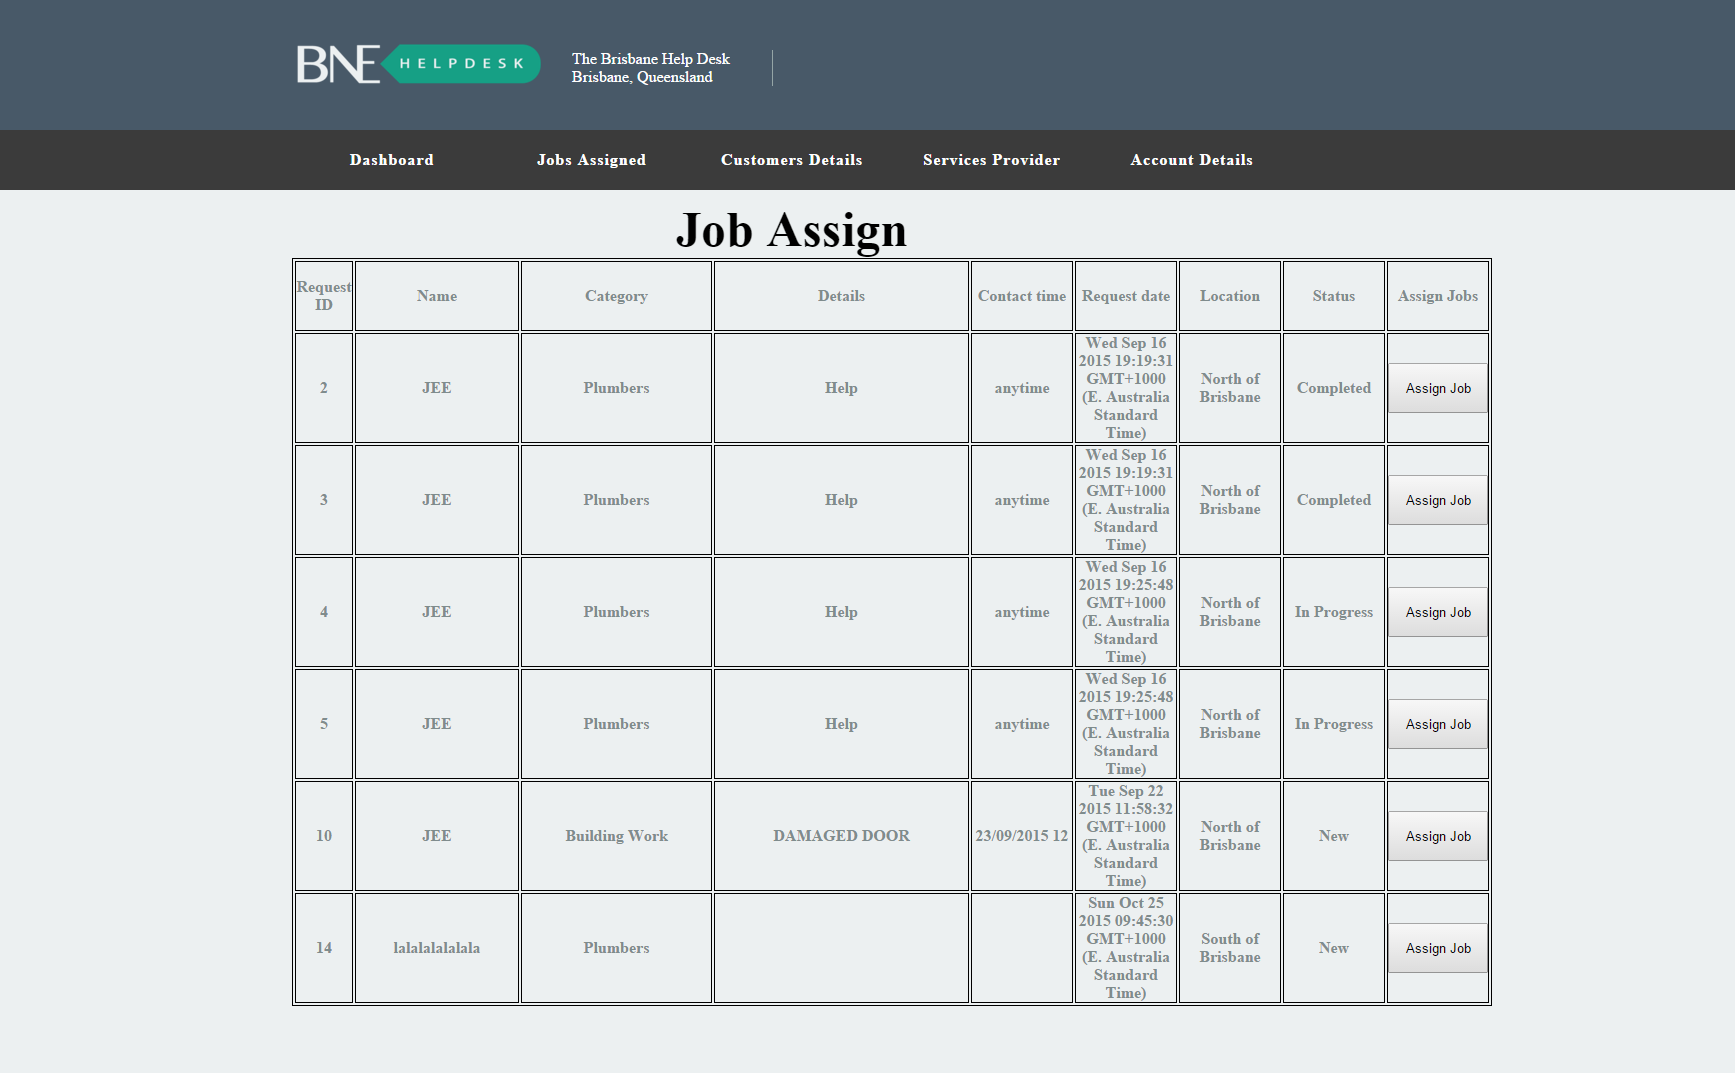 BNE HELPDESK
The Brisbane Help Desk
Brisbane, Queensland
Dashboard Jobs Assigned Customers Details Services Provider Account Details
Job Assign
Request ID Name Category Details Contact time Request date Location Status Assign Jobs
2 JEE Plumbers Help anytime Wed Sep 16 2015 19:19:31 GMT+1000 (E. Australia Standard Time) North of Brisbane Completed Assign Job
3 JEE Plumbers Help anytime Wed Sep 16 2015 19:19:31 GMT+1000 (E. Australia Standard Time) North of Brisbane Completed Assign Job
4 JEE Plumbers Help anytime Wed Sep 16 2015 19:25:48 GMT+1000 (E. Australia Standard Time) North of Brisbane In Progress Assign Job
5 JEE Plumbers Help anytime Wed Sep 16 2015 19:25:48 GMT+1000 (E. Australia Standard Time) North of Brisbane In Progress Assign Job
10 JEE Building Work DAMAGED DOOR 23/09/2015 12 Tue Sep 22 2015 11:58:32 GMT+1000 (E. Australia Standard Time) North of Brisbane New Assign Job
14 lalalalalalala Plumbers Sun Oct 25 2015 09:45:30 GMT+1000 (E. Australia Standard Time) South of Brisbane New Assign Job